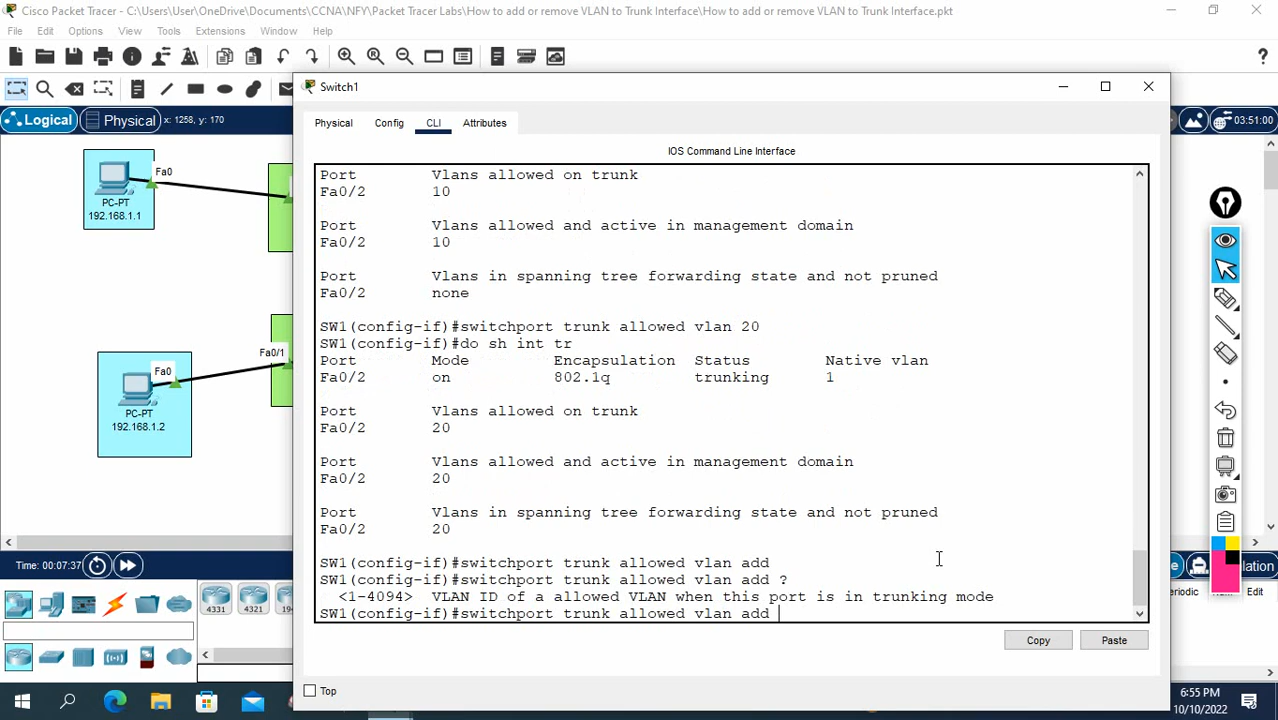 Cisco Packet Tracer - C:\Users\User\OneDrive\Documents\CCNA\NFY\Packet Tracer Labs\How to add or remove VLAN to Trunk Interface\How to add or remove VLAN to Trunk Interface.pkt
File Edit Options View Tools Extensions Window Help
Logical Physical x: 1258, y: 170
03:51:00
Switch1
Physical Config CLI Attributes
IOS Command Line Interface
Port Vlans allowed on trunk
Fa0/2 10
Port Vlans allowed and active in management domain
Fa0/2 10
Port Vlans in spanning tree forwarding state and not pruned
Fa0/2 none
SW1(config-if)#switchport trunk allowed vlan 20
SW1(config-if)#do sh int tr
Port Mode Encapsulation Status Native vlan
Fa0/2 on 802.1q trunking 1
Port Vlans allowed on trunk
Fa0/2 20
Port Vlans allowed and active in management domain
Fa0/2 20
Port Vlans in spanning tree forwarding state and not pruned
Fa0/2 20
SW1(config-if)#switchport trunk allowed vlan add
SW1(config-if)#switchport trunk allowed vlan add ?
<1-4094> VLAN ID of a allowed VLAN when this port is in trunking mode
SW1(config-if)#switchport trunk allowed vlan add
Copy Paste
Top
Fa0
PC-PT
192.168.1.1
Fa0/1
Fa0
PC-PT
192.168.1.2
Time: 00:07:37
4331 4321
Edit
6:55 PM
10/10/2022